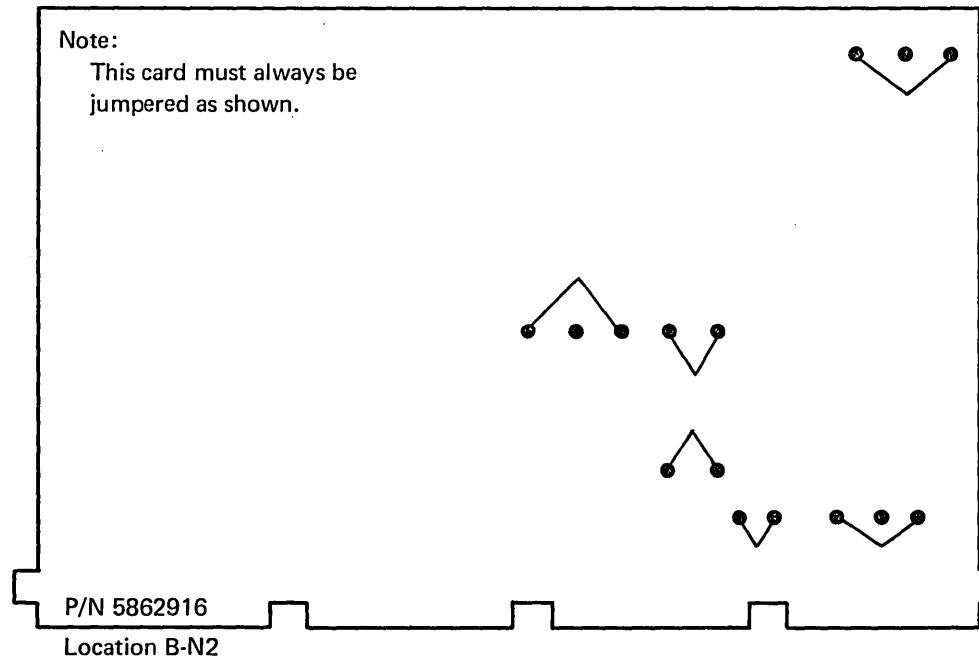 Note:
This card must always be
jumpered as shown.
P/N 5862916
Location B-N2